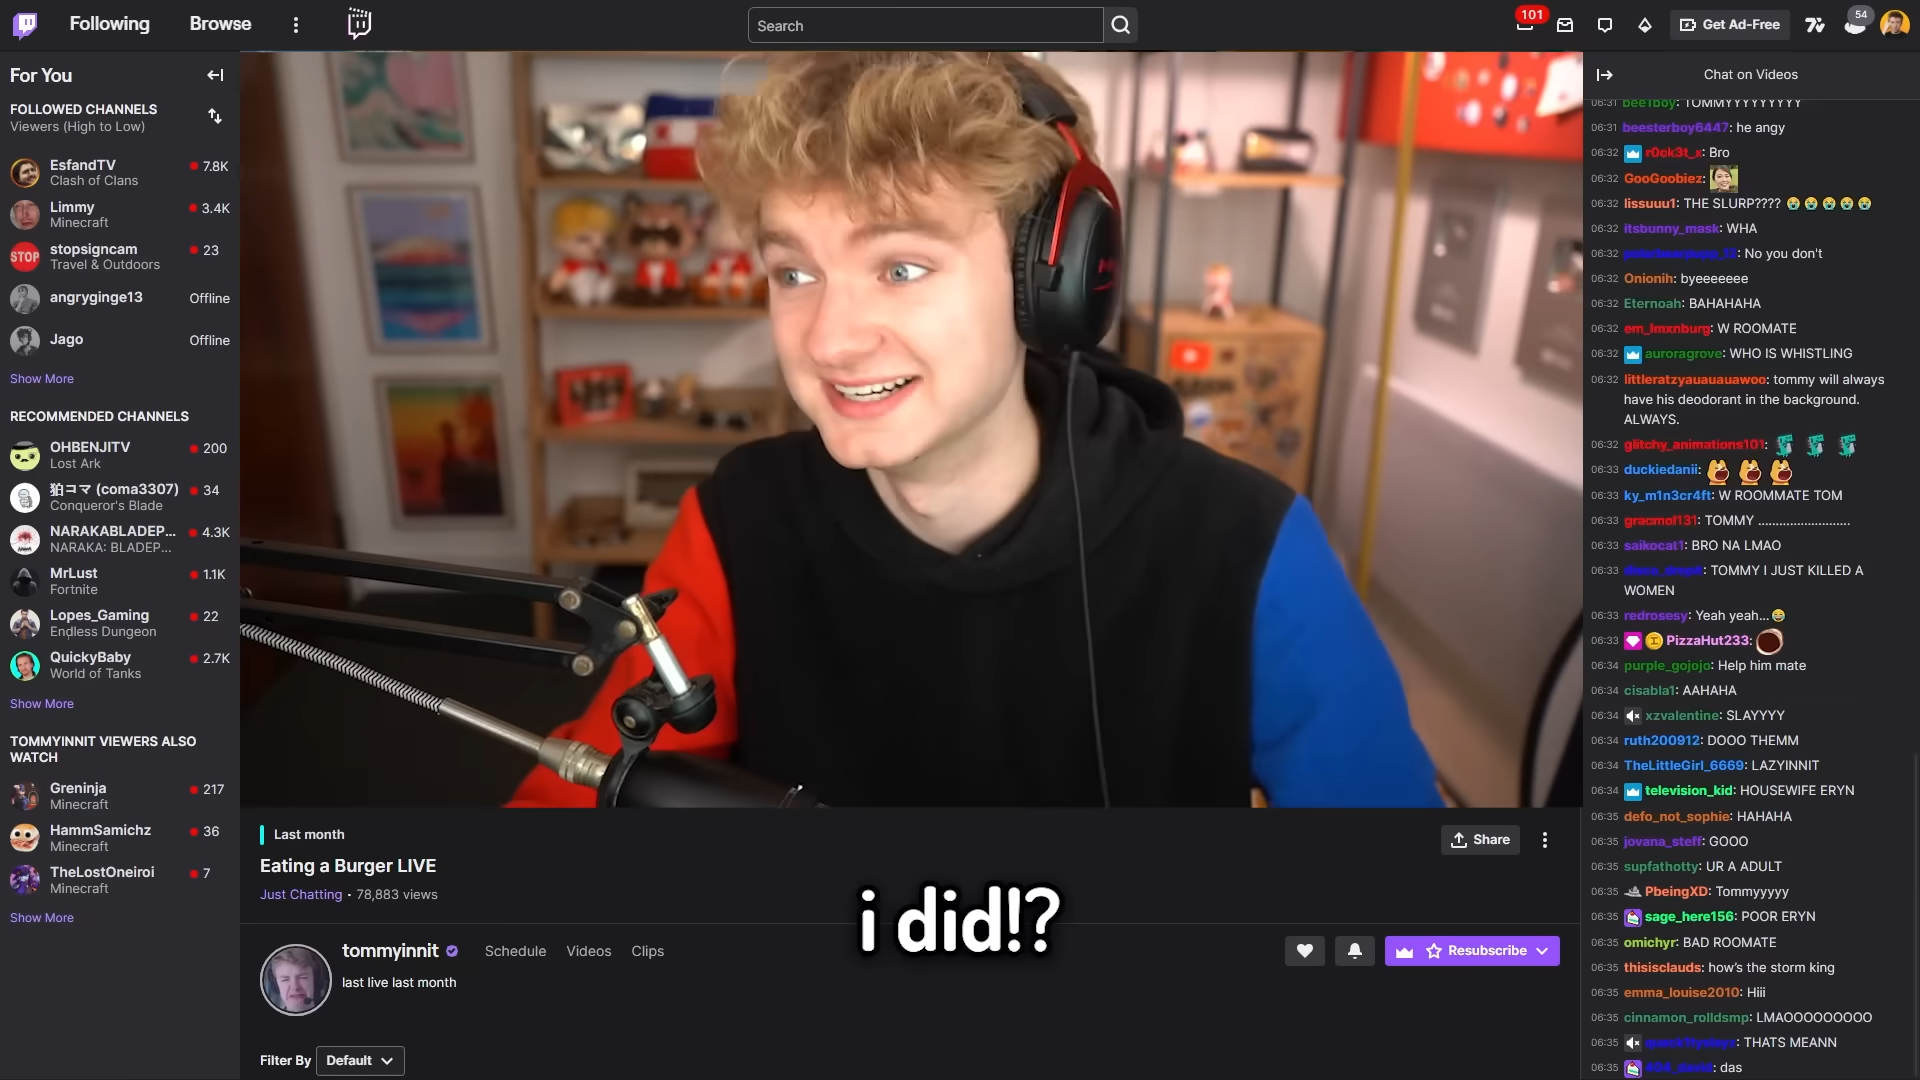 Following
Browse
Search
101
Get Ad-Free
54
For You
FOLLOWED CHANNELS
Viewers (High to Low)
EsfandTV
7.8K
Clash of Clans
Limmy
3.4K
Minecraft
STOP
stopsigncam
23
Travel & Outdoors
angryginge13
Offline
Jago
Offline
Show More
RECOMMENDED CHANNELS
OHBENJITV
200
Lost Ark
狛コマ (coma3307)
34
Conqueror's Blade
NARAKABLADEP...
4.3K
NARAKA: BLADEP...
MrLust
1.1K
Fortnite
Lopes_Gaming
22
Endless Dungeon
QuickyBaby
2.7K
World of Tanks
Show More
TOMMYINNIT VIEWERS ALSO
WATCH
Greninja
217
Minecraft
HammSamichz
36
Minecraft
TheLostOneiroi
7
Minecraft
Show More
Last month
Eating a Burger LIVE
Just Chatting • 78,883 views
Share
i did!?
tommyinnit
Schedule
Videos
Clips
last live last month
Resubscribe
Filter By
Default
Chat on Videos
06:31 bee1boy: TOMMYYYYYYYYY
06:31 beesterboy6447: he angy
06:32 r0ck3t_x: Bro
06:32 GooGoobiez:
06:32 lissuuu1: THE SLURP???? 😭😭😭😭😭
06:32 itsbunny_mask: WHA
06:32 No you don't
06:32 Onionih: byeeeeeee
06:32 Eternoah: BAHAHAHA
06:32 em_lmxnburg: W ROOMATE
06:32 auroragrove: WHO IS WHISTLING
06:32 littleratzyauauauawoo: tommy will always
have his deodorant in the background.
ALWAYS.
06:32 glitchy_animations101:
06:33 duckiedanii:
06:33 ky_m1n3cr4ft: W ROOMMATE TOM
06:33 gracmol131: TOMMY ..........................
06:33 saikocat1: BRO NA LMAO
06:33 TOMMY I JUST KILLED A
WOMEN
06:33 redrosesy: Yeah yeah...😂
06:33 PizzaHut233:
06:34 purple_gojojo: Help him mate
06:34 cisabla1: AAHAHA
06:34 xzvalentine: SLAYYYY
06:34 ruth200912: DOOO THEMM
06:34 TheLittleGirl_6669: LAZYINNIT
06:34 television_kid: HOUSEWIFE ERYN
06:35 defo_not_sophie: HAHAHA
06:35 jovana_steff: GOOO
06:35 supfathotty: UR A ADULT
06:35 PbeingXD: Tommyyyyy
06:35 sage_here156: POOR ERYN
06:35 omichyr: BAD ROOMATE
06:35 thisisclauds: how's the storm king
06:35 emma_louise2010: Hiii
06:35 cinnamon_rolldsmp: LMAOOOOOOOOO
06:35 THATS MEANN
06:35 das